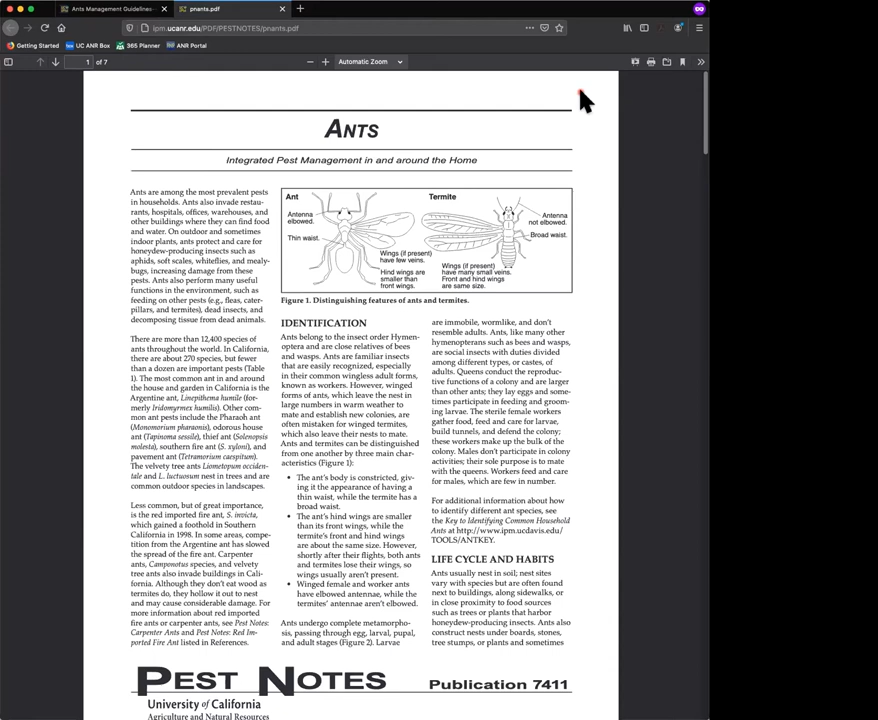 Ants Management Guidelines
pnants.pdf
ipm.ucanr.edu/PDF/PESTNOTES/pnants.pdf
Getting Started
UC ANR Box
365 Planner
ANR Portal
1 of 7
Automatic Zoom
ANTS
Integrated Pest Management in and around the Home
Ants are among the most prevalent pests
in households. Ants also invade restau-
rants, hospitals, offices, warehouses, and
other buildings where they can find food
and water. On outdoor and sometimes
indoor plants, ants protect and care for
honeydew-producing insects such as
aphids, soft scales, whiteflies, and mealy-
bugs, increasing damage from these
pests. Ants also perform many useful
functions in the environment, such as
feeding on other pests (e.g., fleas, cater-
pillars, and termites), dead insects, and
decomposing tissue from dead animals.
There are more than 12,400 species of
ants throughout the world. In California,
there are about 270 species, but fewer
than a dozen are important pests (Table
1). The most common ant in and around
the house and garden in California is the
Argentine ant, Linepithema humile (for-
merly Iridomyrmex humilis). Other com-
mon ant pests include the Pharaoh ant
(Monomorium pharaonis), odorous house
ant (Tapinoma sessile), thief ant (Solenopsis
molesta), southern fire ant (S. xyloni), and
pavement ant (Tetramorium caespitum).
The velvety tree ants Liometopum occiden-
tale and L. luctuosum nest in trees and are
common outdoor species in landscapes.
Less common, but of great importance,
is the red imported fire ant, S. invicta,
which gained a foothold in Southern
California in 1998. In some areas, compe-
tition from the Argentine ant has slowed
the spread of the fire ant. Carpenter
ants, Camponotus species, and velvety
tree ants also invade buildings in Cali-
fornia. Although they don't eat wood as
termites do, they hollow it out to nest
and may cause considerable damage. For
more information about red imported
fire ants or carpenter ants, see Pest Notes:
Carpenter Ants and Pest Notes: Red Im-
ported Fire Ant listed in References.
Ant
Antenna
elbowed.
Thin waist.
Wings (if present)
have few veins.
Hind wings are
smaller than
front wings.
Termite
Antenna
not elbowed.
Broad waist.
Wings (if present)
have many small veins.
Front and hind wings
are same size.
Figure 1. Distinguishing features of ants and termites.
IDENTIFICATION
Ants belong to the insect order Hymen-
optera and are close relatives of bees
and wasps. Ants are familiar insects
that are easily recognized, especially
in their common wingless adult forms,
known as workers. However, winged
forms of ants, which leave the nest in
large numbers in warm weather to
mate and establish new colonies, are
often mistaken for winged termites,
which also leave their nests to mate.
Ants and termites can be distinguished
from one another by three main char-
acteristics (Figure 1):
• The ant's body is constricted, giv-
ing it the appearance of having a
thin waist, while the termite has a
broad waist.
• The ant's hind wings are smaller
than its front wings, while the
termite's front and hind wings
are about the same size. However,
shortly after their flights, both ants
and termites lose their wings, so
wings usually aren't present.
• Winged female and worker ants
have elbowed antennae, while the
termites' antennae aren't elbowed.
Ants undergo complete metamorpho-
sis, passing through egg, larval, pupal,
and adult stages (Figure 2). Larvae
are immobile, wormlike, and don't
resemble adults. Ants, like many other
hymenopterans such as bees and wasps,
are social insects with duties divided
among different types, or castes, of
adults. Queens conduct the reproduc-
tive functions of a colony and are larger
than other ants; they lay eggs and some-
times participate in feeding and groom-
ing larvae. The sterile female workers
gather food, feed and care for larvae,
build tunnels, and defend the colony;
these workers make up the bulk of the
colony. Males don't participate in colony
activities; their sole purpose is to mate
with the queens. Workers feed and care
for males, which are few in number.
For additional information about how
to identify different ant species, see
the Key to Identifying Common Household
Ants at http://www.ipm.ucdavis.edu/
TOOLS/ANTKEY.
LIFE CYCLE AND HABITS
Ants usually nest in soil; nest sites
vary with species but are often found
next to buildings, along sidewalks, or
in close proximity to food sources
such as trees or plants that harbor
honeydew-producing insects. Ants also
construct nests under boards, stones,
tree stumps, or plants and sometimes
PEST NOTES
Publication 7411
University of California
Agriculture and Natural Resources